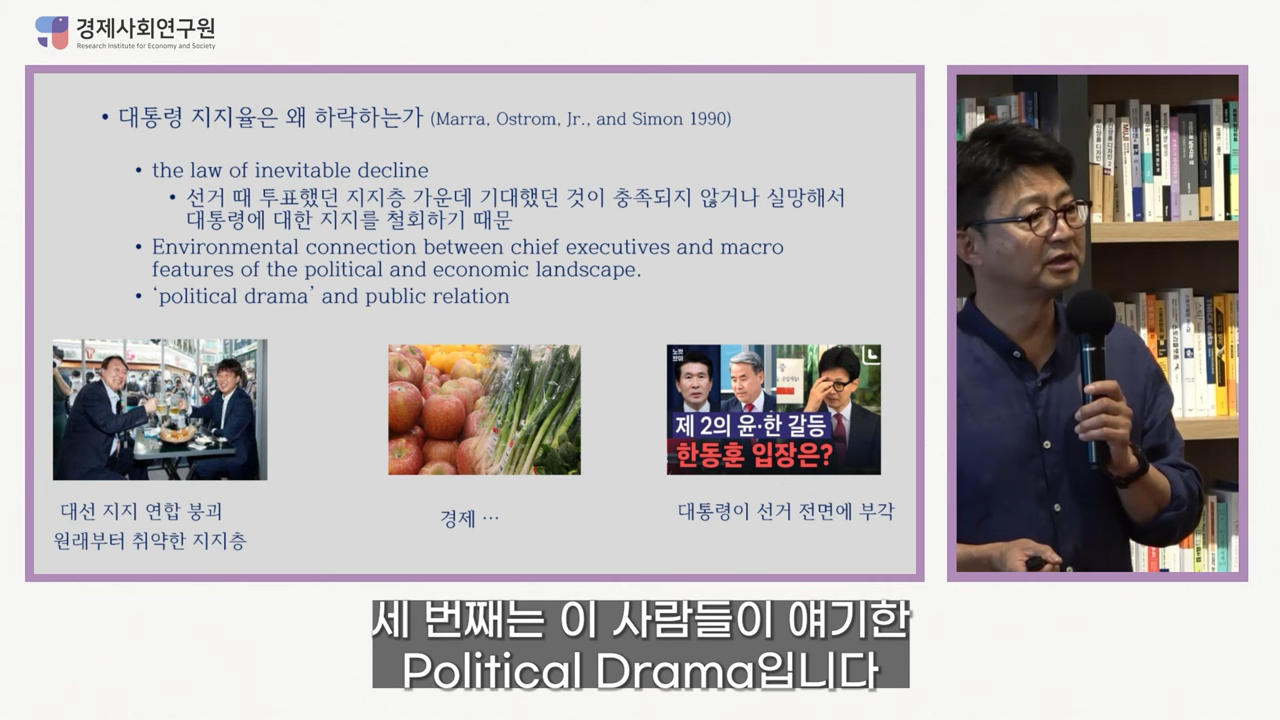 경제사회연구원
Research Institute for Economy and Society
• 대통령 지지율은 왜 하락하는가 (Marra, Ostrom, Jr., and Simon 1990)
• the law of inevitable decline
• 선거 때 투표했던 지지층 가운데 기대했던 것이 충족되지 않거나 실망해서
대통령에 대한 지지를 철회하기 때문
• Environmental connection between chief executives and macro
features of the political and economic landscape.
• ‘political drama’ and public relation
노컷
브이
제 2의 윤·한 갈등
한동훈 입장은?
대선 지지 연합 붕괴
원래부터 취약한 지지층
경제 …
대통령이 선거 전면에 부각
세 번째는 이 사람들이 얘기한
Political Drama입니다